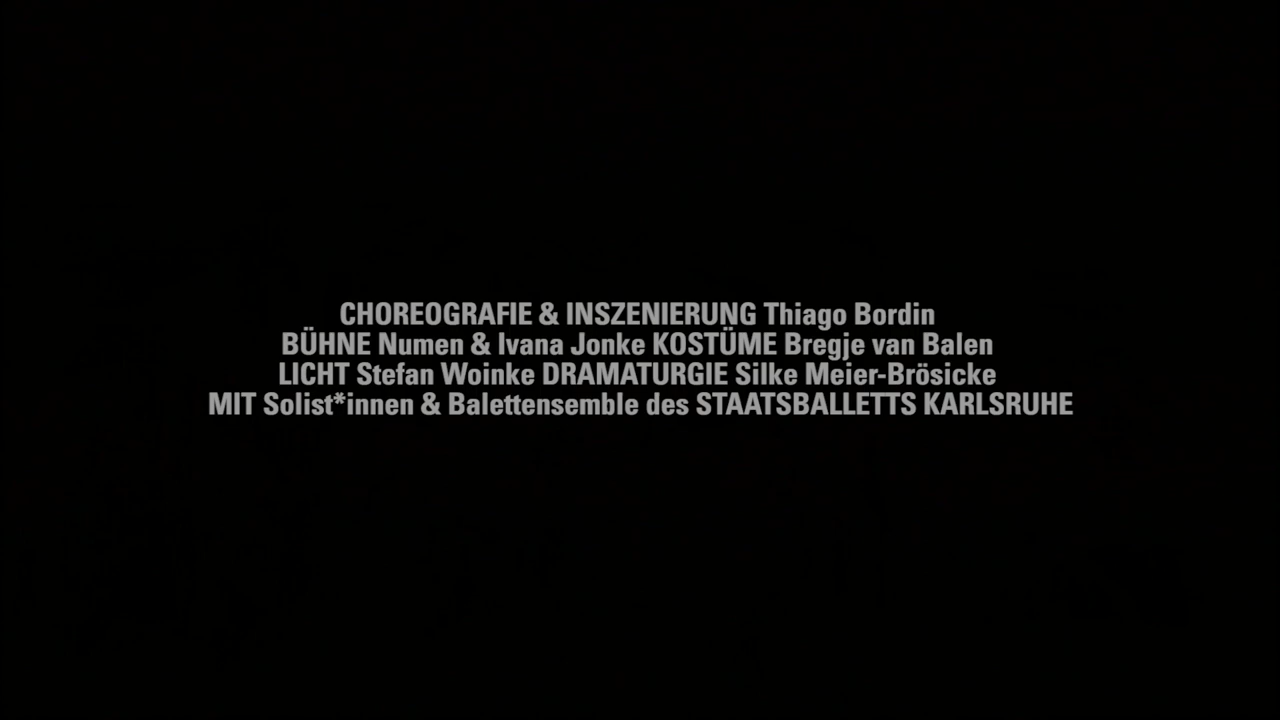 CHOREOGRAFIE & INSZENIERUNG Thiago Bordin
BÜHNE Numen & Ivana Jonke KOSTÜME Bregje van Balen
LICHT Stefan Woinke DRAMATURGIE Silke Meier-Brösicke
MIT Solist*innen & Balettensemble des STAATSBALLETTS KARLSRUHE